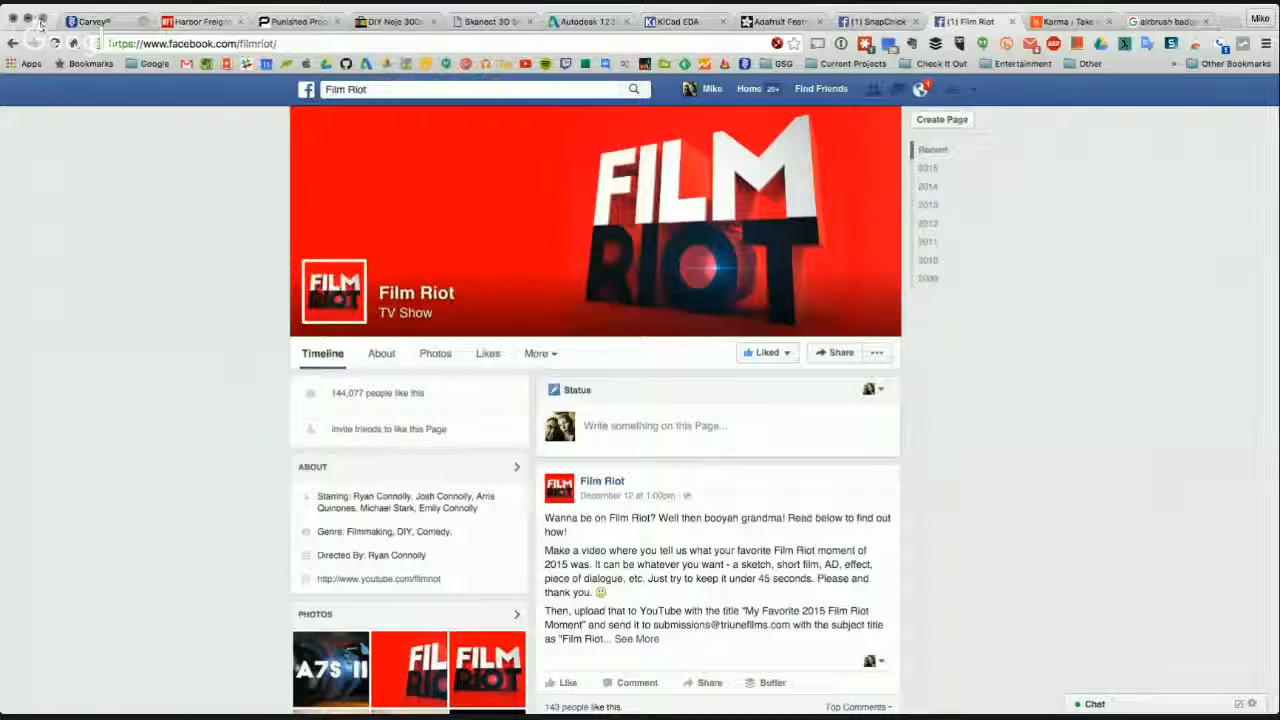 Carvey®
Harbor Freight
Punished Prop
DIY Neje 300
Skanect 3D S
Autodesk 123
KiCad EDA
Adafruit Feat
(1) SnapChick
(1) Film Riot
Karma | Take
airbrush bad
Mike
https://www.facebook.com/filmriot/
Apps
Bookmarks
Google
GSG
Current Projects
Check It Out
Entertainment
Other
»
Other Bookmarks
Film Riot
Mike
Home 20+
Find Friends
1
Create Page
FILM
RIOT
FILM
RIOT
Film Riot
TV Show
Recent
2015
2014
2013
2012
2011
2010
2009
Timeline
About
Photos
Likes
More
Liked
Share
144,077 people like this
Invite friends to like this Page
ABOUT
Starring: Ryan Connolly, Josh Connolly, Arris
Quinones, Michael Stark, Emily Connolly
Genre: Filmmaking, DIY, Comedy.
Directed By: Ryan Connolly
http://www.youtube.com/filmriot
PHOTOS
A7S II
FIL
RIO
FILM
RIOT
Status
Write something on this Page...
FILM
RIOT
Film Riot
December 12 at 1:00pm
Wanna be on Film Riot? Well then booyah grandma! Read below to find out
how!
Make a video where you tell us what your favorite Film Riot moment of
2015 was. It can be whatever you want - a sketch, short film, AD, effect,
piece of dialogue, etc. Just try to keep it under 45 seconds. Please and
thank you.
Then, upload that to YouTube with the title "My Favorite 2015 Film Riot
Moment" and send it to submissions@triunefilms.com with the subject title
as "Film Riot... See More
Like
Comment
Share
Buffer
143 people like this.
Top Comments
Chat